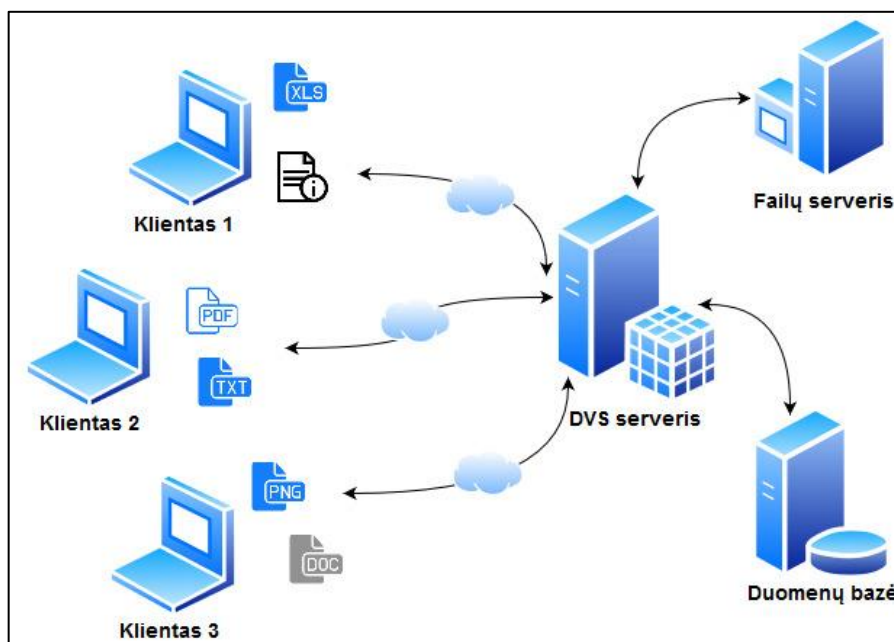 XLS
Klientas 1
Failų serveris
PDF
TXT
Klientas 2
DVS serveris
PNG
DOC
Klientas 3
Duomenų bazė